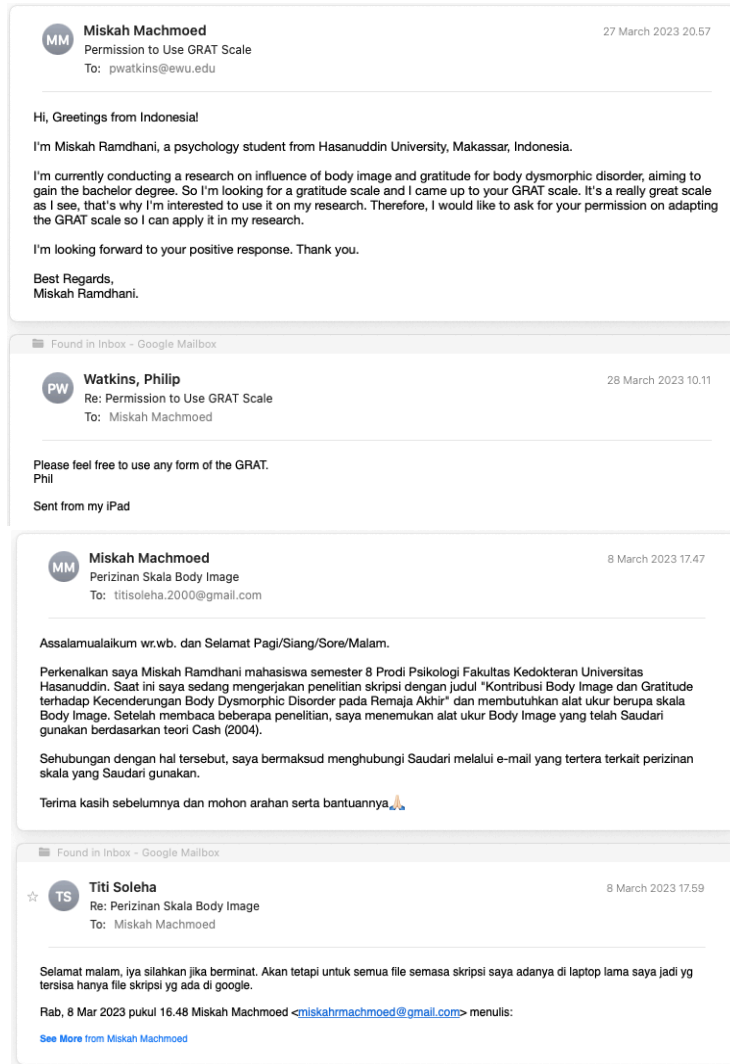 MM
Miskah Machmoed
27 March 2023 20.57
Permission to Use GRAT Scale
To: pwatkins@ewu.edu
Hi, Greetings from Indonesia!
I'm Miskah Ramdhani, a psychology student from Hasanuddin University, Makassar, Indonesia.
I'm currently conducting a research on influence of body image and gratitude for body dysmorphic disorder, aiming to
gain the bachelor degree. So I'm looking for a gratitude scale and I came up to your GRAT scale. It's a really great scale
as I see, that's why I'm interested to use it on my research. Therefore, I would like to ask for your permission on adapting
the GRAT scale so I can apply it in my research.
I'm looking forward to your positive response. Thank you.
Best Regards,
Miskah Ramdhani.
Found in Inbox - Google Mailbox
PW
Watkins, Philip
28 March 2023 10.11
Re: Permission to Use GRAT Scale
To: Miskah Machmoed
Please feel free to use any form of the GRAT.
Phil
Sent from my iPad
MM
Miskah Machmoed
8 March 2023 17.47
Perizinan Skala Body Image
To: titisoleha.2000@gmail.com
Assalamualaikum wr.wb. dan Selamat Pagi/Siang/Sore/Malam.
Perkenalkan saya Miskah Ramdhani mahasiswa semester 8 Prodi Psikologi Fakultas Kedokteran Universitas
Hasanuddin. Saat ini saya sedang mengerjakan penelitian skripsi dengan judul "Kontribusi Body Image dan Gratitude
terhadap Kecenderungan Body Dysmorphic Disorder pada Remaja Akhir" dan membutuhkan alat ukur berupa skala
Body Image. Setelah membaca beberapa penelitian, saya menemukan alat ukur Body Image yang telah Saudari
gunakan berdasarkan teori Cash (2004).
Sehubungan dengan hal tersebut, saya bermaksud menghubungi Saudari melalui e-mail yang tertera terkait perizinan
skala yang Saudari gunakan.
Terima kasih sebelumnya dan mohon arahan serta bantuannya🙏🏻
Found in Inbox - Google Mailbox
TS
Titi Soleha
8 March 2023 17.59
Re: Perizinan Skala Body Image
To: Miskah Machmoed
Selamat malam, iya silahkan jika berminat. Akan tetapi untuk semua file semasa skripsi saya adanya di laptop lama saya jadi yg
tersisa hanya file skripsi yg ada di google.
Rab, 8 Mar 2023 pukul 16.48 Miskah Machmoed <miskahrmachmoed@gmail.com> menulis:
See More from Miskah Machmoed